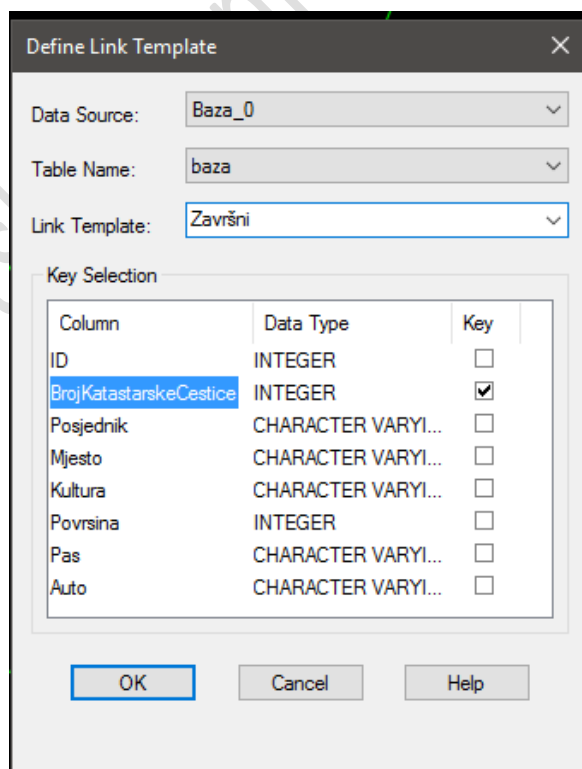 Define Link Template
Data Source: Baza_0
Table Name: baza
Link Template: Završni
Key Selection
Column Data Type Key
ID INTEGER
BrojKatastarskeCestice INTEGER
Posjednik CHARACTER VARYI...
Mjesto CHARACTER VARYI...
Kultura CHARACTER VARYI...
Povrsina INTEGER
Pas CHARACTER VARYI...
Auto CHARACTER VARYI...
OK Cancel Help